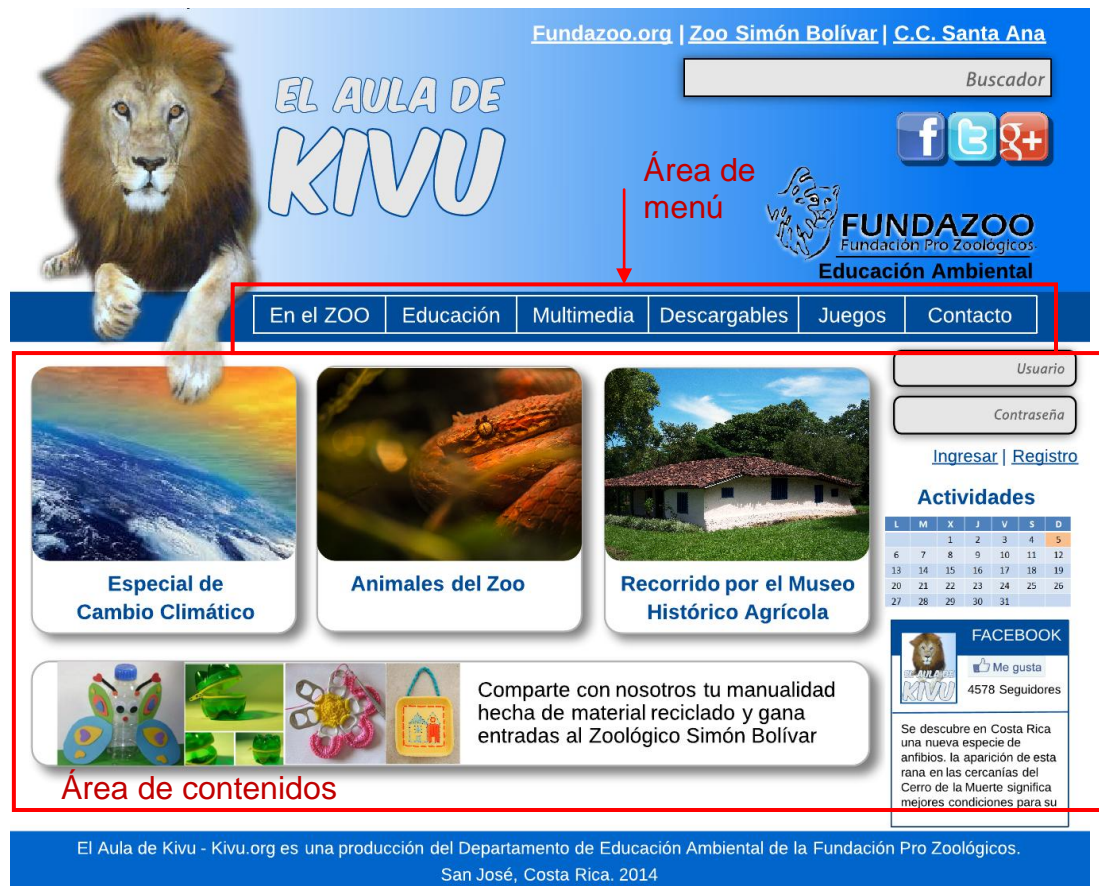 Fundazoo.org | Zoo Simón Bolívar | C.C. Santa Ana
Buscador
EL AULA DE
KIVU
f t g+
Área de
menú
FUNDAZOO
Fundación Pro Zoológicos
Educación Ambiental
En el ZOO Educación Multimedia Descargables Juegos Contacto
Usuario
Contraseña
Ingresar | Registro
Especial de
Cambio Climático
Animales del Zoo
Recorrido por el Museo
Histórico Agrícola
Actividades
L M X J V S D
1 2 3 4 5
6 7 8 9 10 11 12
13 14 15 16 17 18 19
20 21 22 23 24 25 26
27 28 29 30 31
Comparte con nosotros tu manualidad
hecha de material reciclado y gana
entradas al Zoológico Simón Bolívar
FACEBOOK
EL AULA DE
KIVU
Me gusta
4578 Seguidores
Se descubre en Costa Rica
una nueva especie de
anfibios. la aparición de esta
rana en las cercanías del
Cerro de la Muerte significa
mejores condiciones para su
Área de contenidos
El Aula de Kivu - Kivu.org es una producción del Departamento de Educación Ambiental de la Fundación Pro Zoológicos.
San José, Costa Rica. 2014